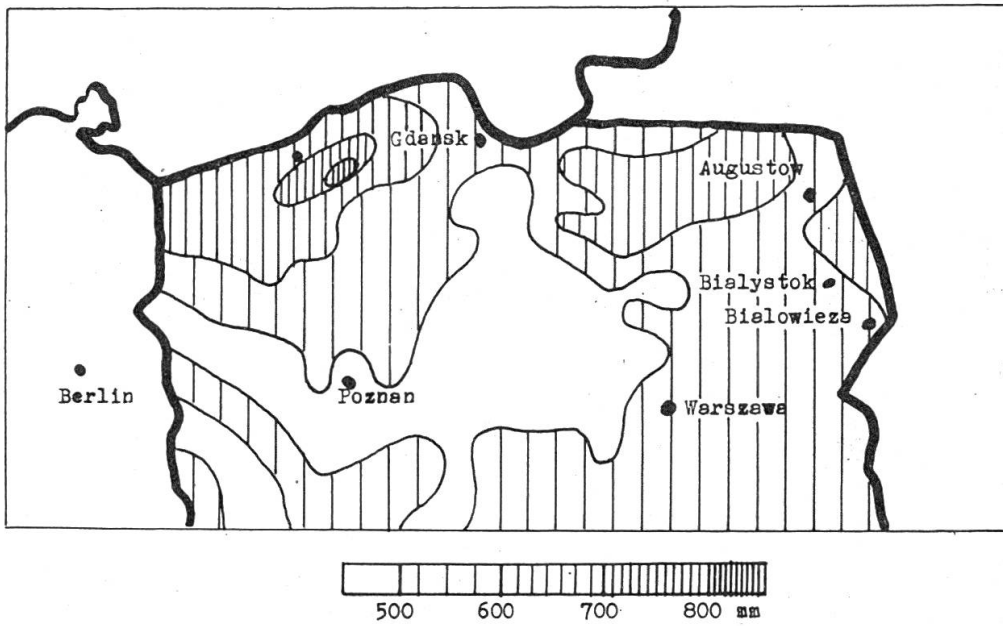 Gdansk
Augustow
Bialystok
Bialowieza
Berlin
Poznan
Warszawa
500 600 700 800 mm